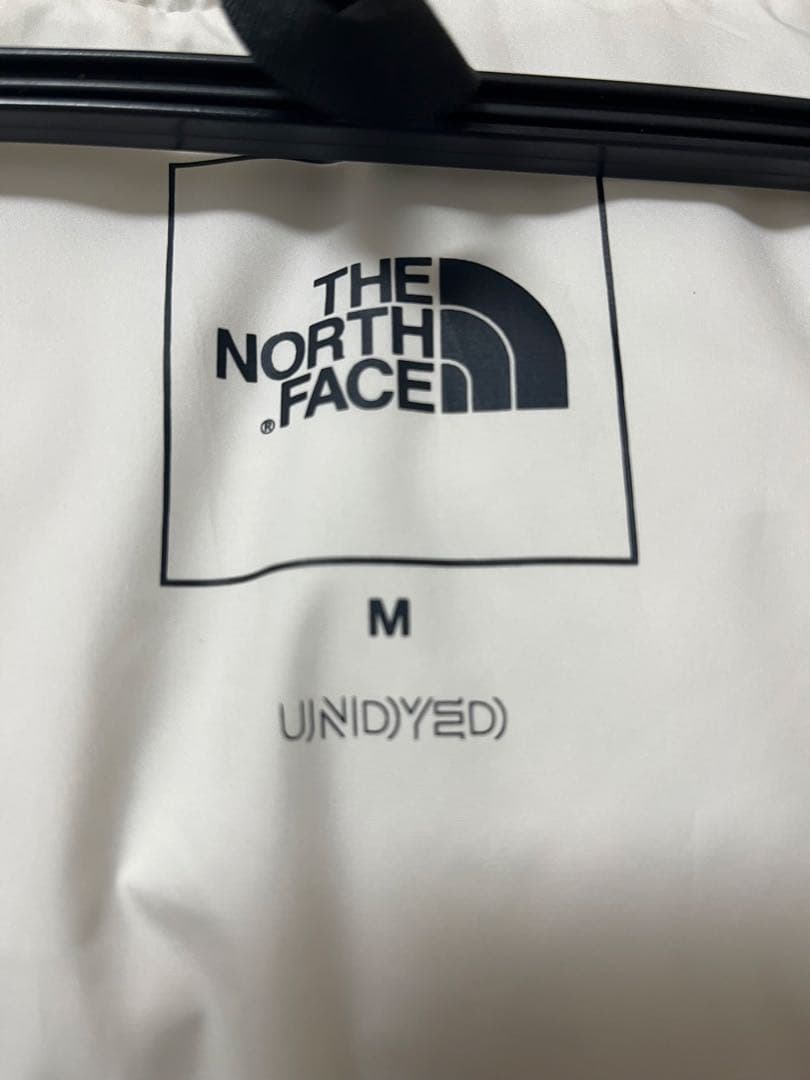 THE
NORTH
FACE
®
M
UNDYED